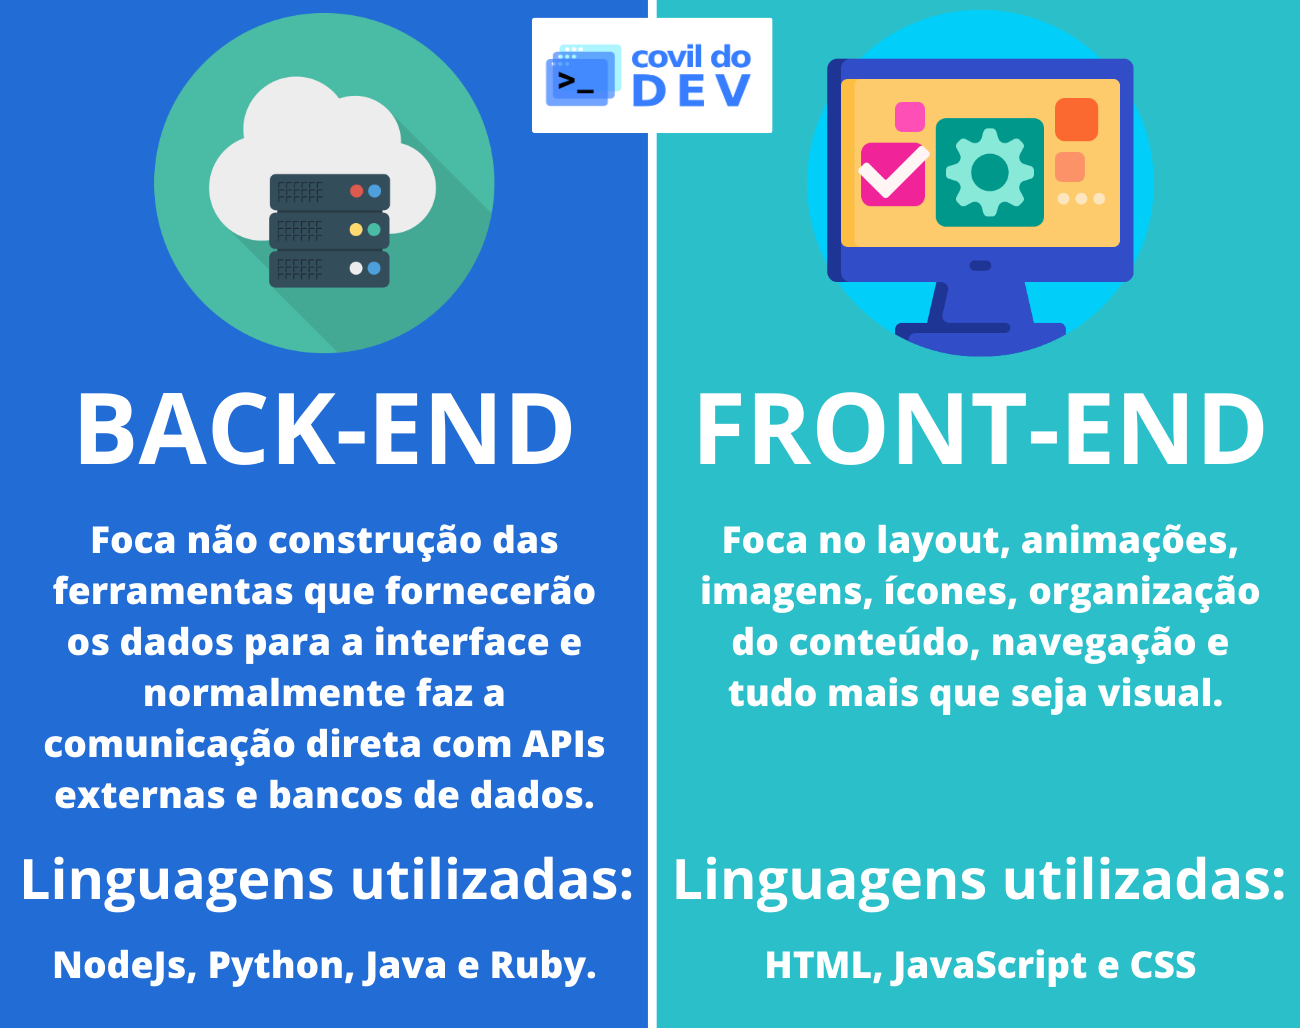 covil do
DEV
>_
BACK-END
Foca não construção das
ferramentas que fornecerão
os dados para a interface e
normalmente faz a
comunicação direta com APIs
externas e bancos de dados.
Linguagens utilizadas:
NodeJs, Python, Java e Ruby.
FRONT-END
Foca no layout, animações,
imagens, ícones, organização
do conteúdo, navegação e
tudo mais que seja visual.
Linguagens utilizadas:
HTML, JavaScript e CSS